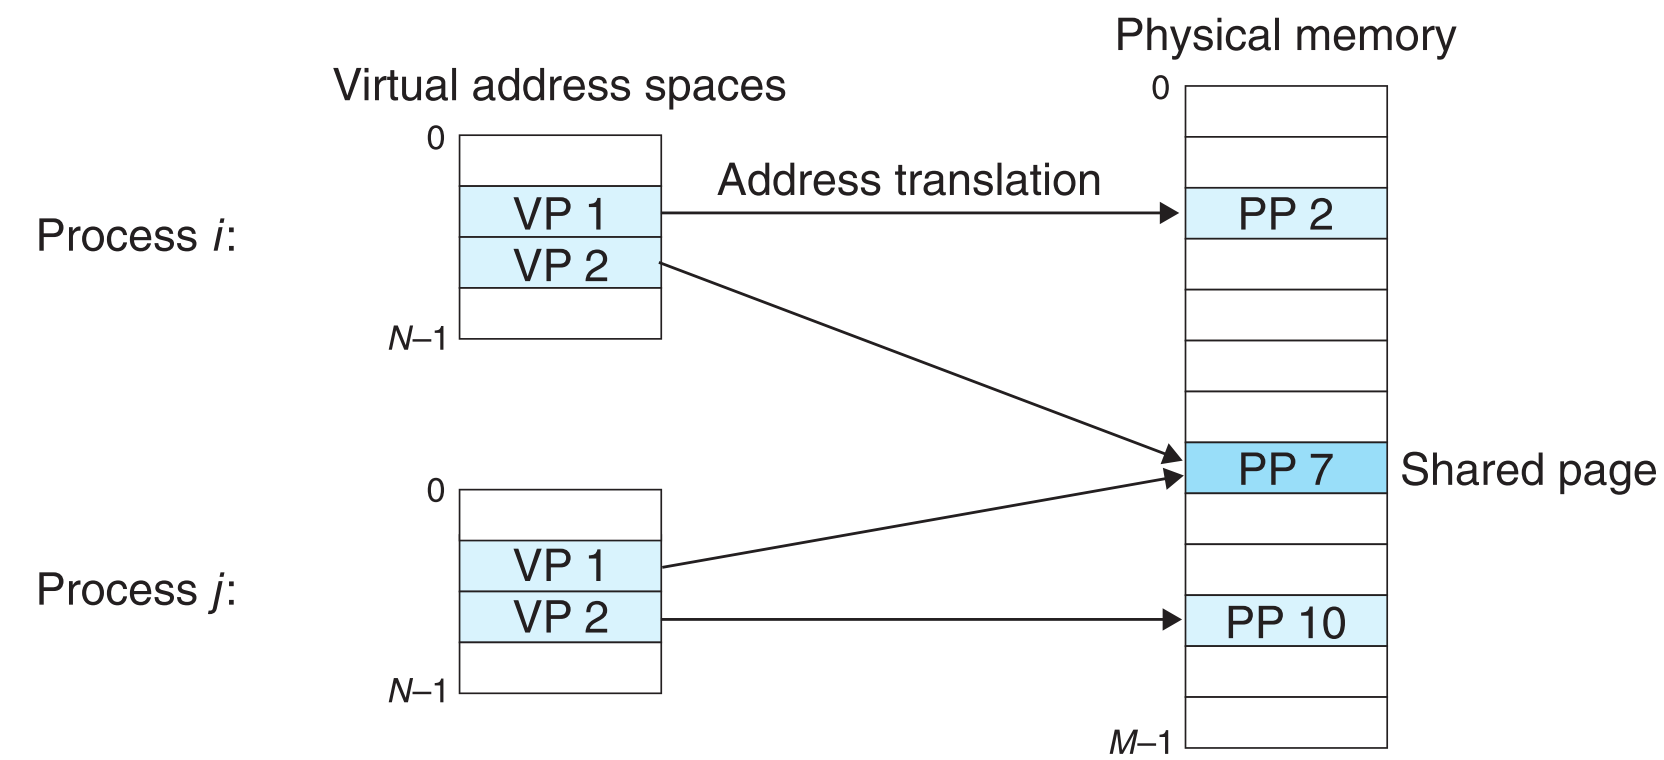 Physical memory
Virtual address spaces
0
0
Address translation
VP 1
PP 2
Process i:
VP 2
N–1
PP 7
Shared page
0
VP 1
Process j:
VP 2
PP 10
N–1
M–1